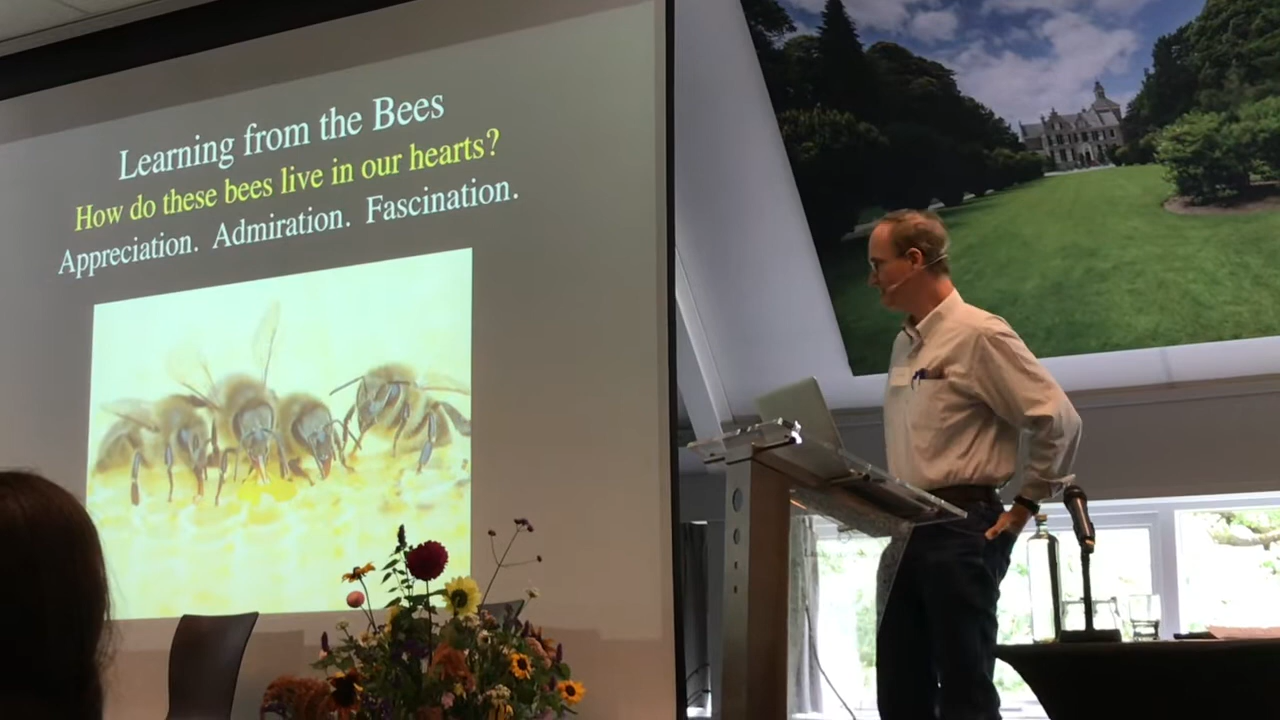 Learning from the Bees
How do these bees live in our hearts?
Appreciation. Admiration. Fascination.